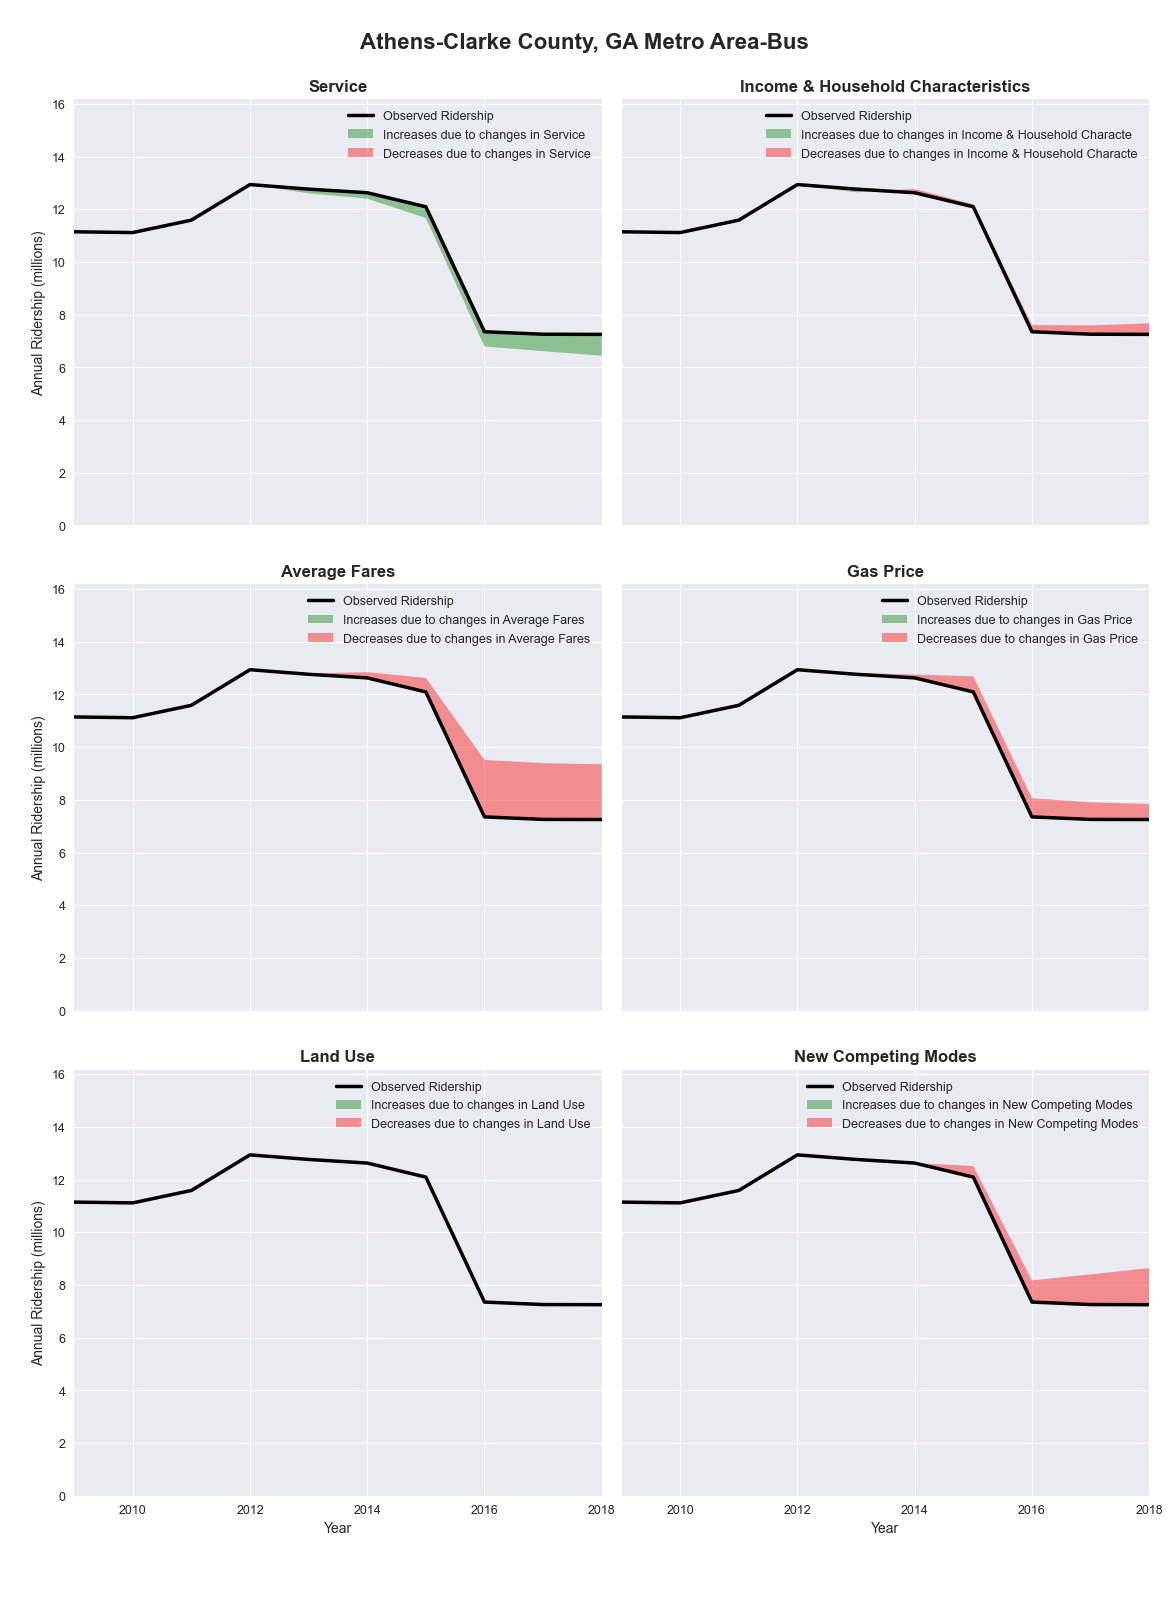 Athens-Clarke County, GA Metro Area-Bus
Service
Income & Household Characteristics
Observed Ridership
Increases due to changes in Service
Decreases due to changes in Service
Observed Ridership
Increases due to changes in Income & Household Characte
Decreases due to changes in Income & Household Characte
16
14
12
10
8
6
4
2
0
Annual Ridership (millions)
Average Fares
Gas Price
Observed Ridership
Increases due to changes in Average Fares
Decreases due to changes in Average Fares
Observed Ridership
Increases due to changes in Gas Price
Decreases due to changes in Gas Price
16
14
12
10
8
6
4
2
0
Annual Ridership (millions)
Land Use
New Competing Modes
Observed Ridership
Increases due to changes in Land Use
Decreases due to changes in Land Use
Observed Ridership
Increases due to changes in New Competing Modes
Decreases due to changes in New Competing Modes
16
14
12
10
8
6
4
2
0
Annual Ridership (millions)
2010 2012 2014 2016 2018
Year
2010 2012 2014 2016 2018
Year